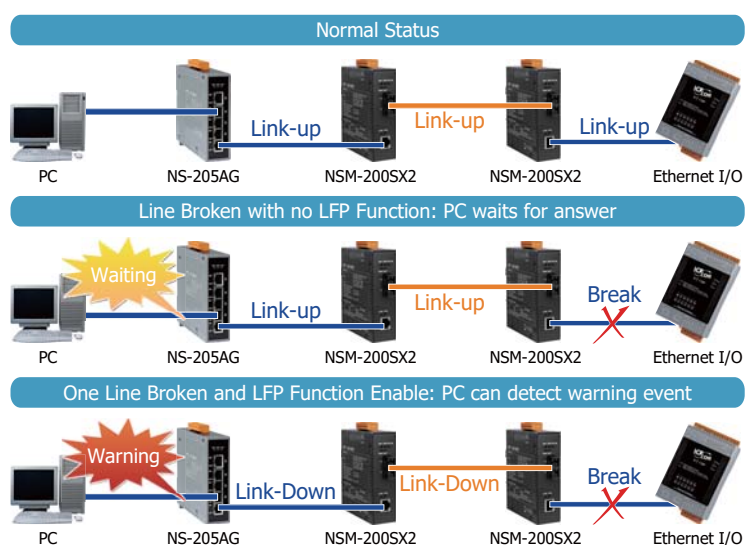 Normal Status
Link-up
Link-up
Link-up
PC
NS-205AG
NSM-200SX2
NSM-200SX2
Ethernet I/O
Line Broken with no LFP Function: PC waits for answer
Waiting
Link-up
Link-up
Break
PC
NS-205AG
NSM-200SX2
NSM-200SX2
Ethernet I/O
One Line Broken and LFP Function Enable: PC can detect warning event
Warning
Link-Down
Link-Down
Break
PC
NS-205AG
NSM-200SX2
NSM-200SX2
Ethernet I/O